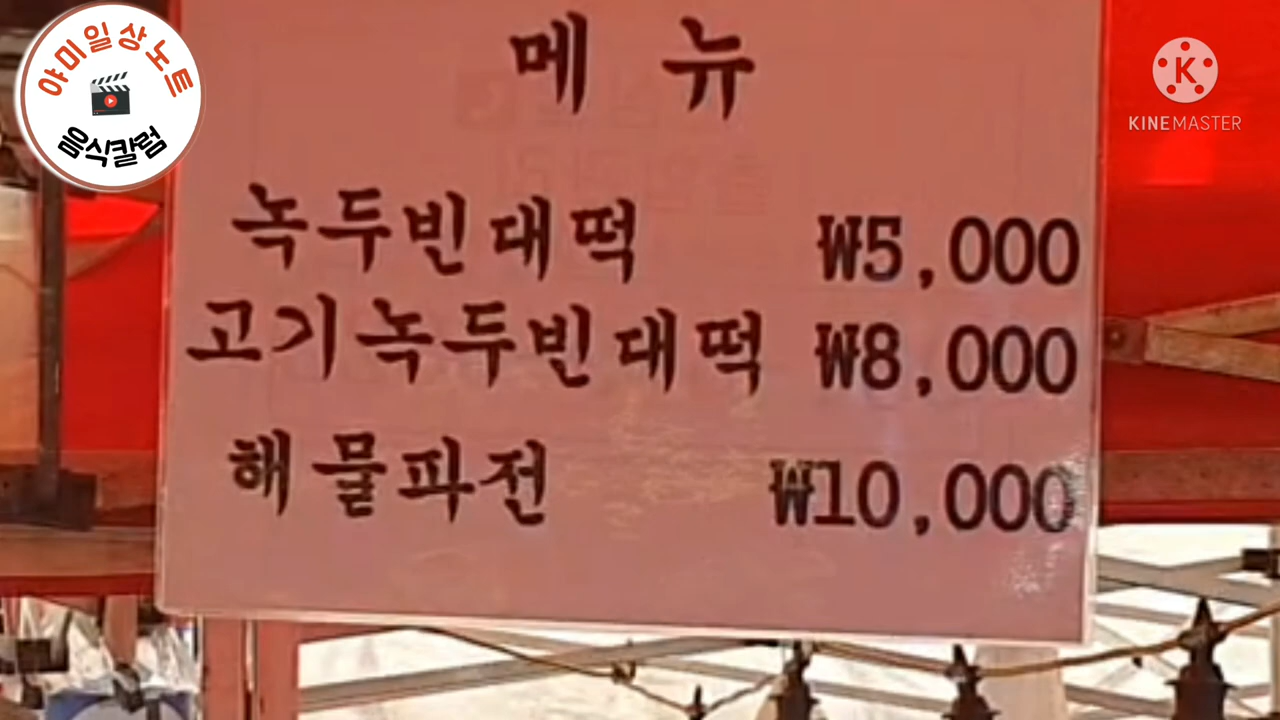 야미일상노트
음식칼럼
KINEMASTER
메뉴
녹두빈대떡 ₩5,000
고기녹두빈대떡 ₩8,000
해물파전 ₩10,000